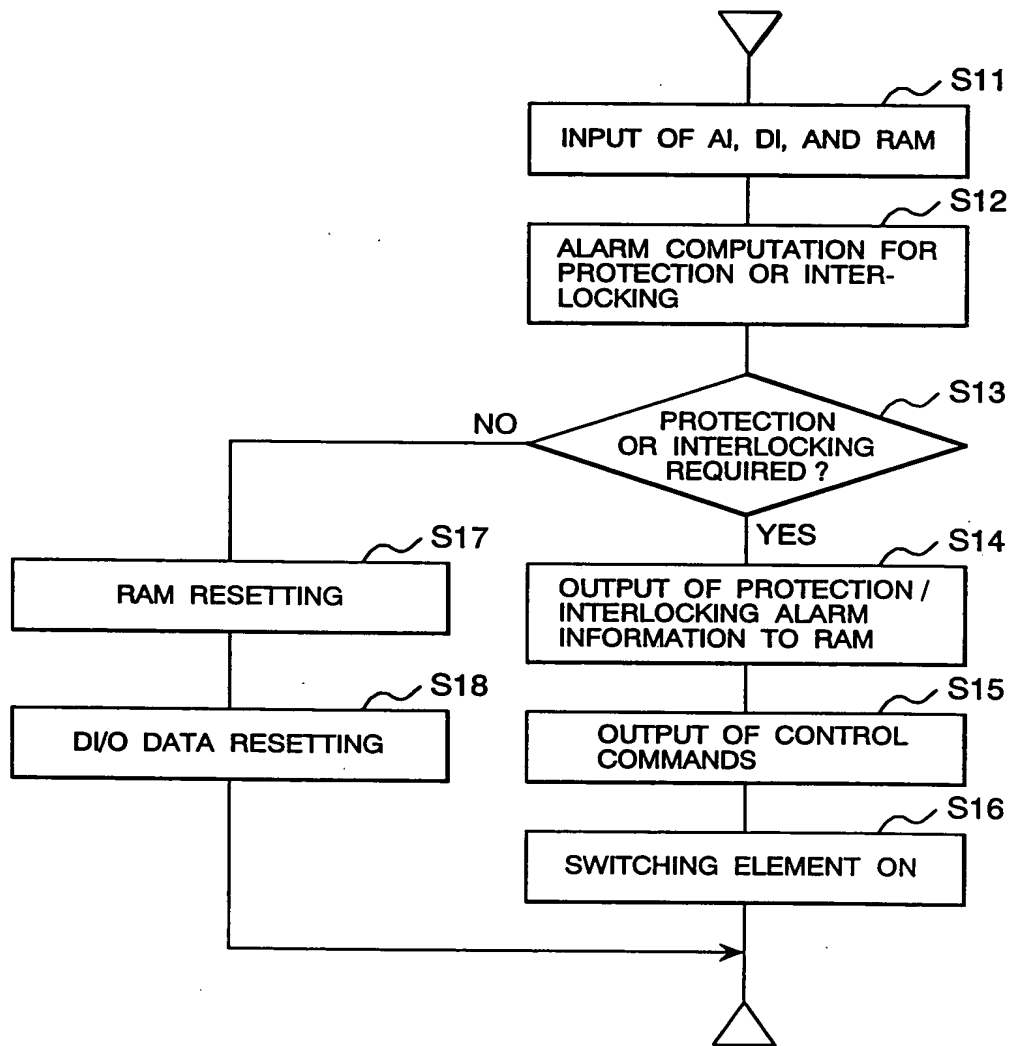 S11
INPUT OF AI, DI, AND RAM
S12
ALARM COMPUTATION FOR
PROTECTION OR INTER-
LOCKING
S13
PROTECTION
OR INTERLOCKING
REQUIRED ?
NO
YES
S14
OUTPUT OF PROTECTION /
INTERLOCKING ALARM
INFORMATION TO RAM
S15
OUTPUT OF CONTROL
COMMANDS
S16
SWITCHING ELEMENT ON
S17
RAM RESETTING
S18
DI/O DATA RESETTING